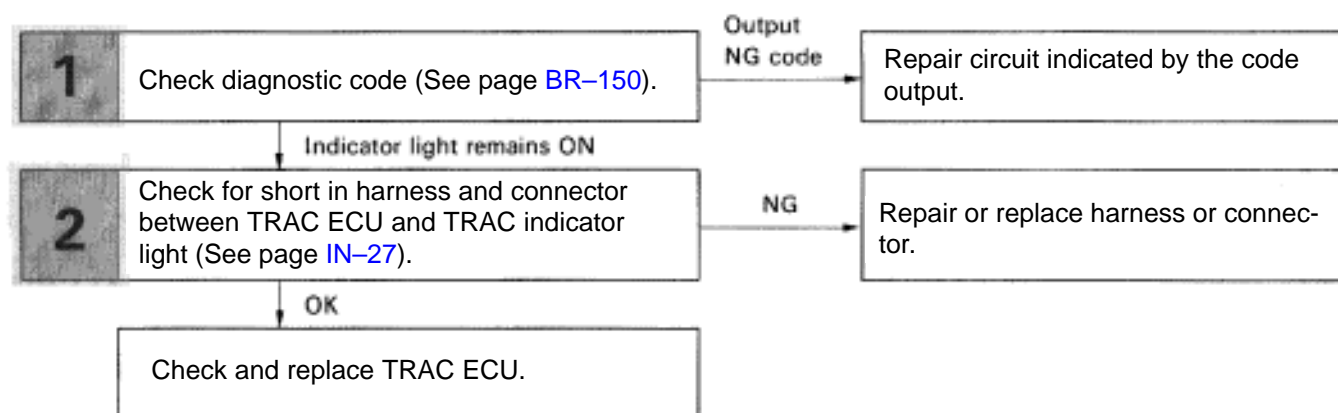 Output
NG code
1
Check diagnostic code (See page BR–150).
Repair circuit indicated by the code
output.
Indicator light remains ON
2
Check for short in harness and connector
between TRAC ECU and TRAC indicator
light (See page IN–27).
NG
Repair or replace harness or connec-
tor.
OK
Check and replace TRAC ECU.